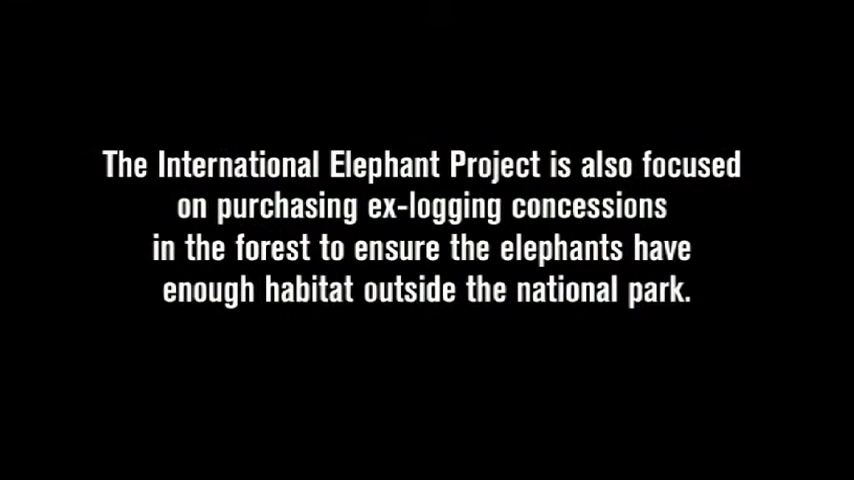 The International Elephant Project is also focused
on purchasing ex-logging concessions
in the forest to ensure the elephants have
enough habitat outside the national park.